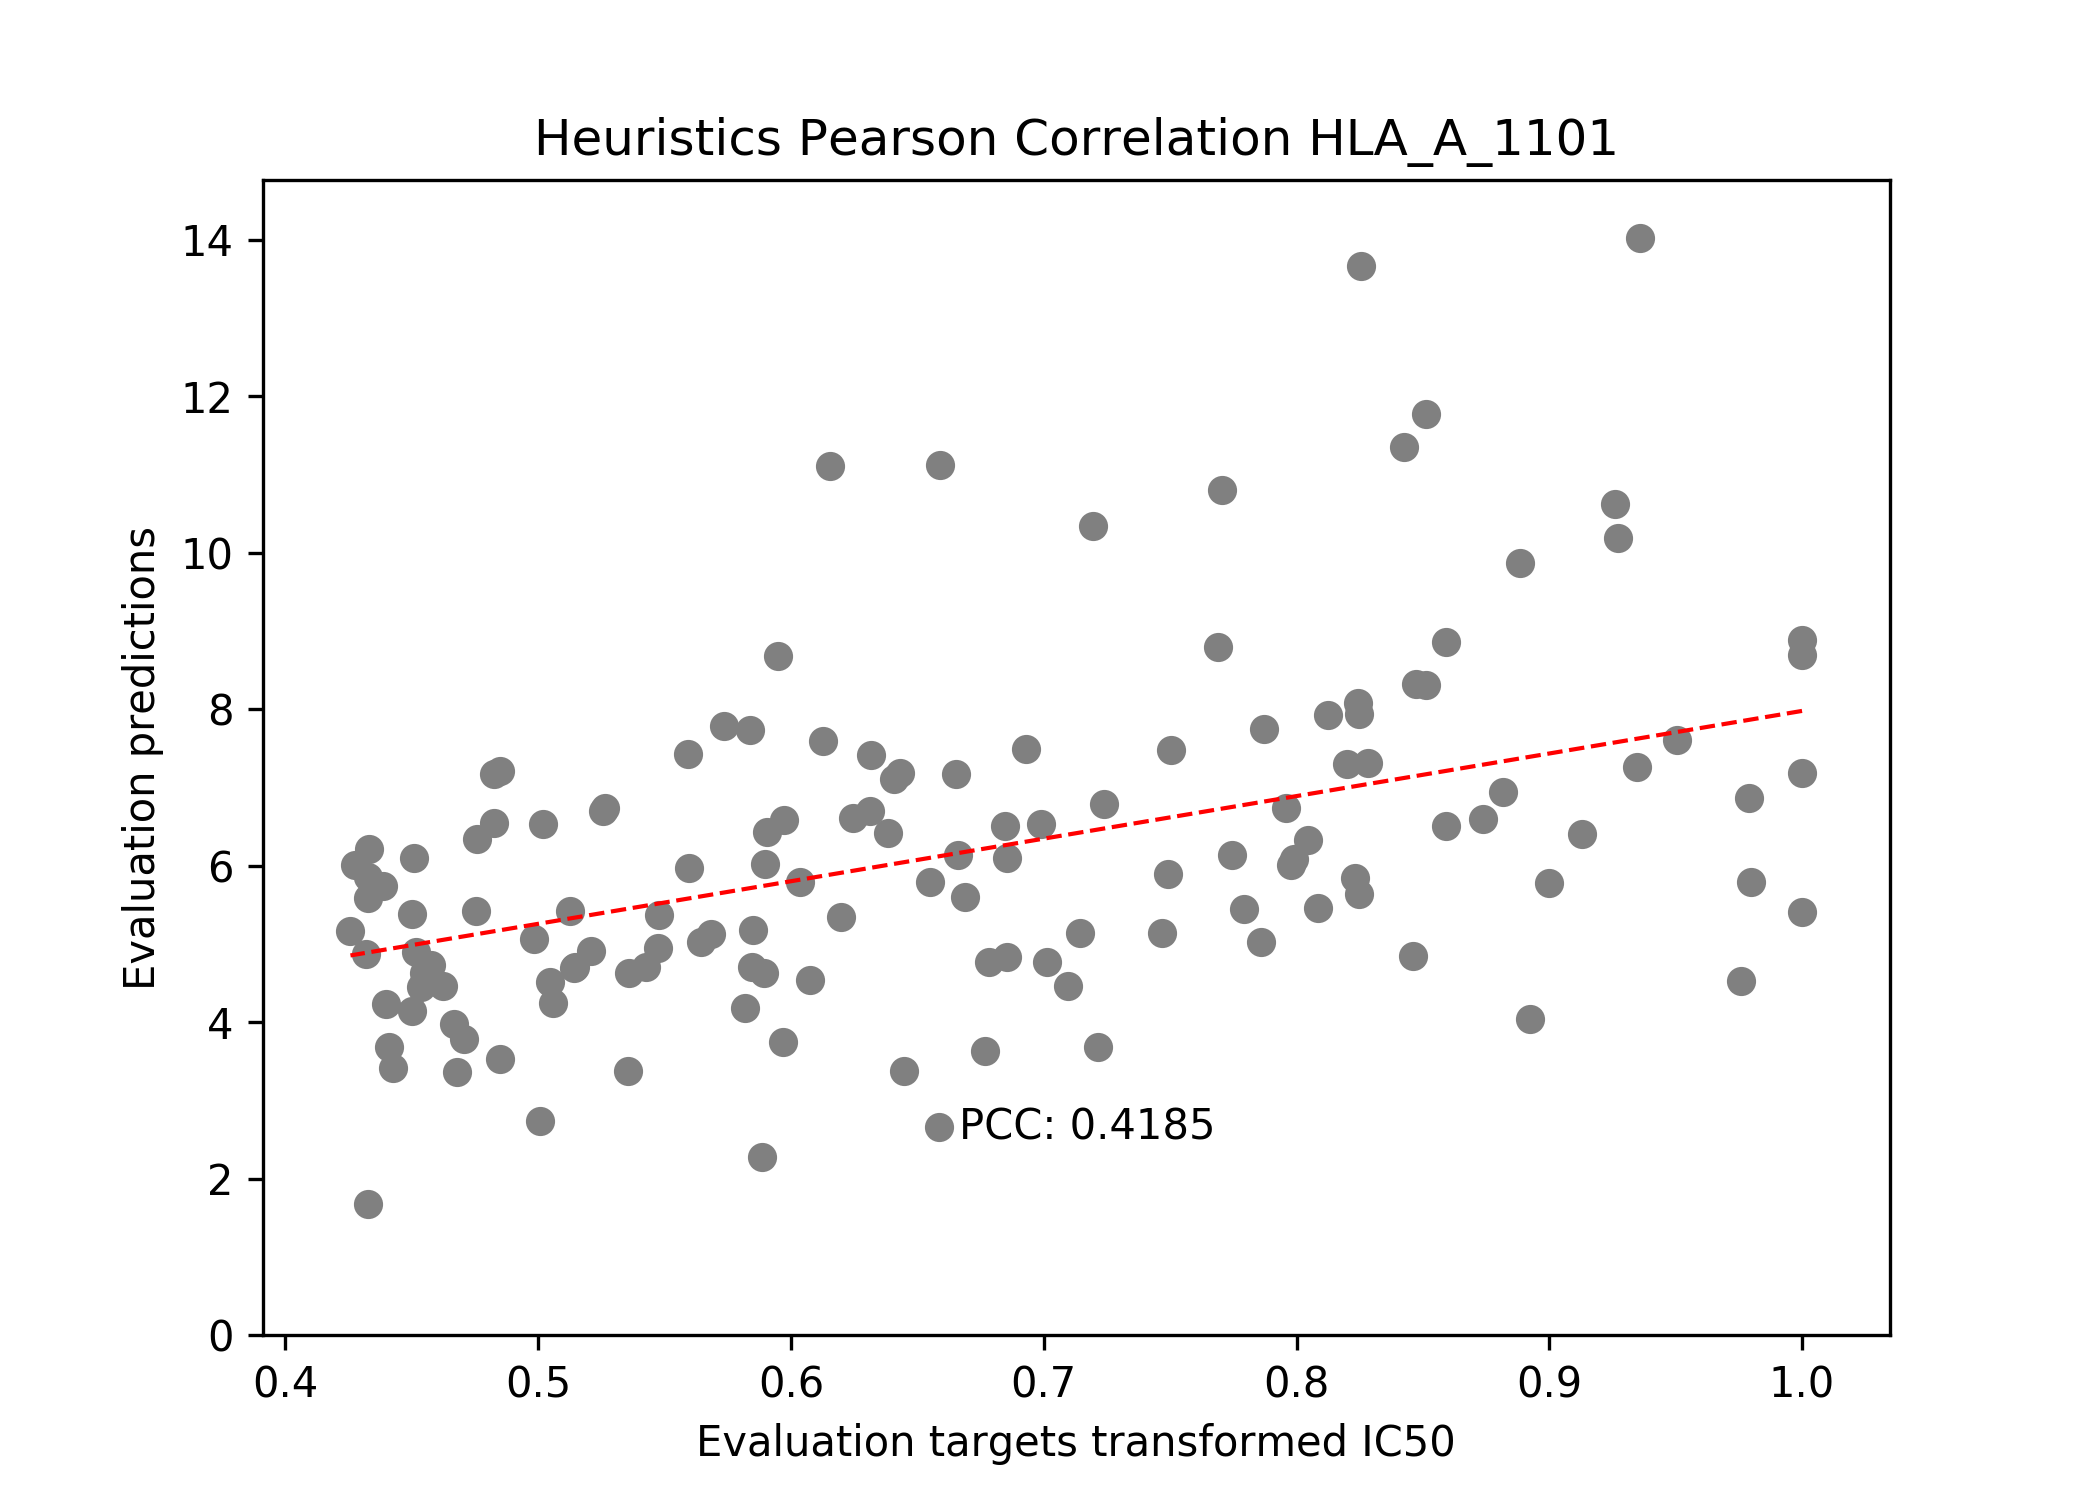 Heuristics Pearson Correlation HLA_A_1101
14
12
10
8
6
4
2
0
Evaluation predictions
PCC: 0.4185
0.4 0.5 0.6 0.7 0.8 0.9 1.0
Evaluation targets transformed IC50